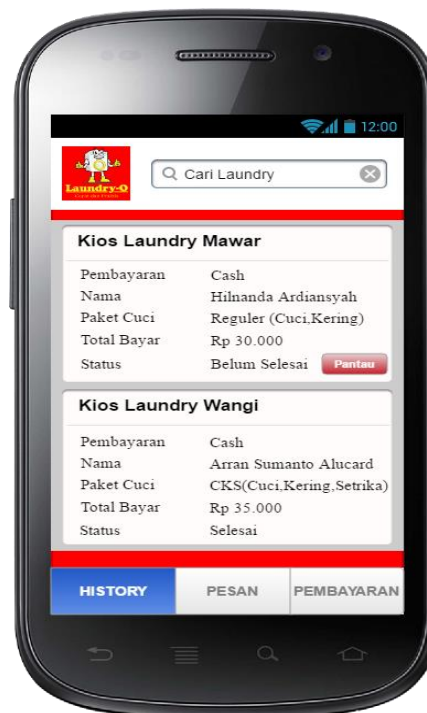 12:00
Laundry-Q
Cari Laundry
Kios Laundry Mawar
Pembayaran Cash
Nama Hilnanda Ardiansyah
Paket Cuci Reguler (Cuci,Kering)
Total Bayar Rp 30.000
Status Belum Selesai Pantau
Kios Laundry Wangi
Pembayaran Cash
Nama Arran Sumanto Alucard
Paket Cuci CKS(Cuci,Kering,Setrika)
Total Bayar Rp 35.000
Status Selesai
HISTORY PESAN PEMBAYARAN